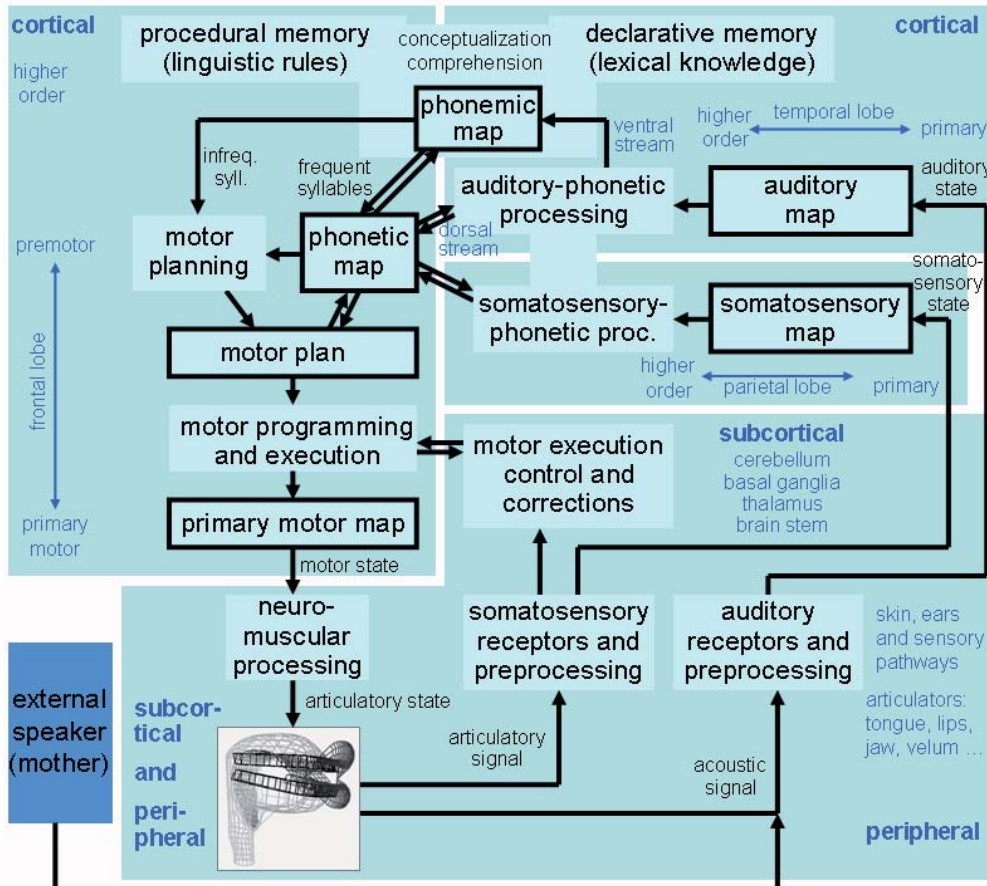 cortical
procedural memory
(linguistic rules)
conceptualization
comprehension
declarative memory
(lexical knowledge)
cortical
higher
order
phonemic
map
ventral
stream
higher
order
temporal lobe
primary
infreq.
syll.
frequent
syllables
auditory-phonetic
processing
auditory
map
auditory
state
premotor
motor
planning
phonetic
map
dorsal
stream
somato-
sensory
state
somatosensory-
phonetic proc.
somatosensory
map
motor plan
higher
order
parietal lobe
primary
frontal lobe
motor programming
and execution
motor execution
control and
corrections
subcortical
cerebellum
basal ganglia
thalamus
brain stem
primary
motor
primary motor map
motor state
neuro-
muscular
processing
somatosensory
receptors and
preprocessing
auditory
receptors and
preprocessing
skin, ears
and sensory
pathways
external
speaker
(mother)
subcor-
tical
and
peri-
pheral
articulatory state
articulatory
signal
acoustic
signal
articulators:
tongue, lips,
jaw, velum ...
peripheral